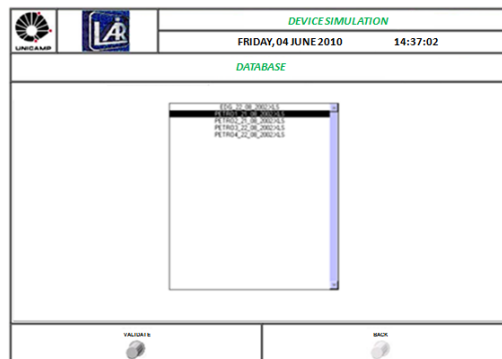 UNICAMP
LAR
DEVICE SIMULATION
FRIDAY, 04 JUNE 2010 14:37:02
DATABASE
EDG_22_08_2002.XLS
PETRO1_21_08_2002.XLS
PETRO2_21_08_2002.XLS
PETRO3_22_08_2002.XLS
PETRO4_22_08_2002.XLS
VALIDATE
BACK